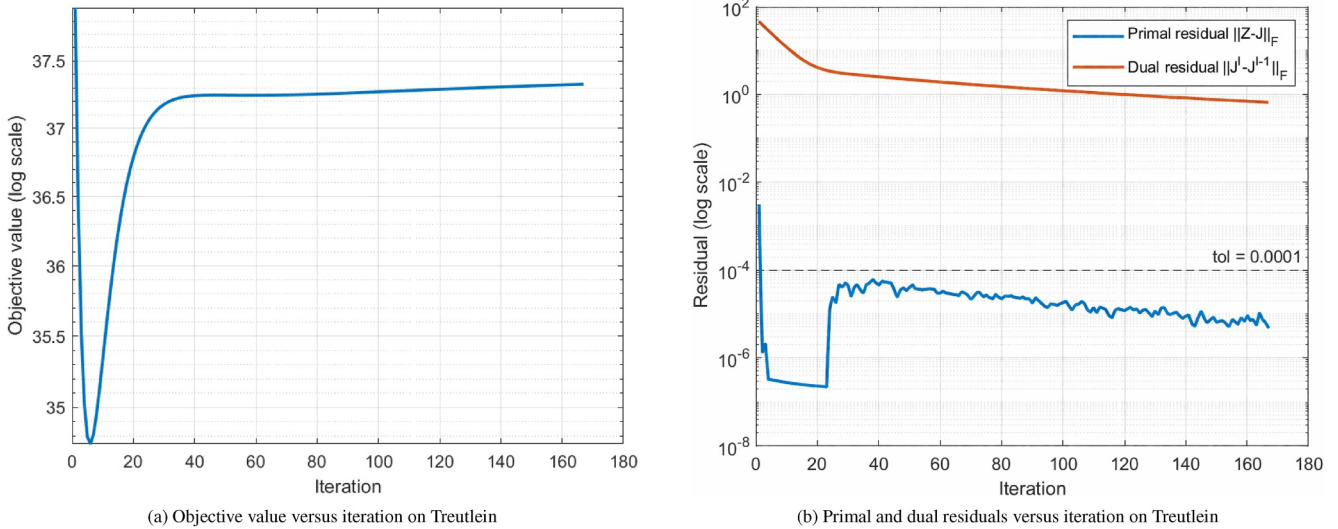 37.5
37
36.5
36
35.5
35
Objective value (log scale)
0 20 40 60 80 100 120 140 160 180
Iteration
(a) Objective value versus iteration on Treutlein
10^2
10^0
10^-2
10^-4
10^-6
10^-8
Residual (log scale)
Primal residual ||Z-J||_F
Dual residual ||J^l-J^l-1||_F
tol = 0.0001
0 20 40 60 80 100 120 140 160 180
Iteration
(b) Primal and dual residuals versus iteration on Treutlein